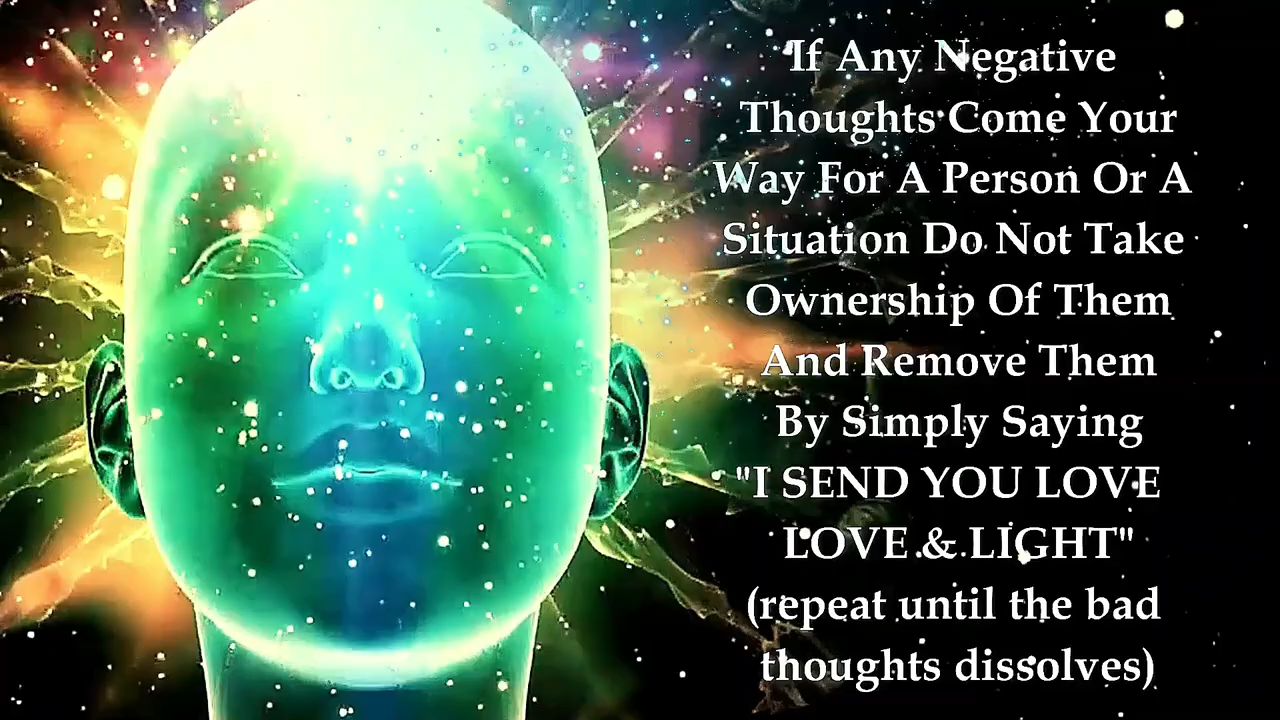 If Any Negative
Thoughts Come Your
Way For A Person Or A
Situation Do Not Take
Ownership Of Them
And Remove Them
By Simply Saying
"I SEND YOU LOVE
LOVE & LIGHT"
(repeat until the bad
thoughts dissolves)